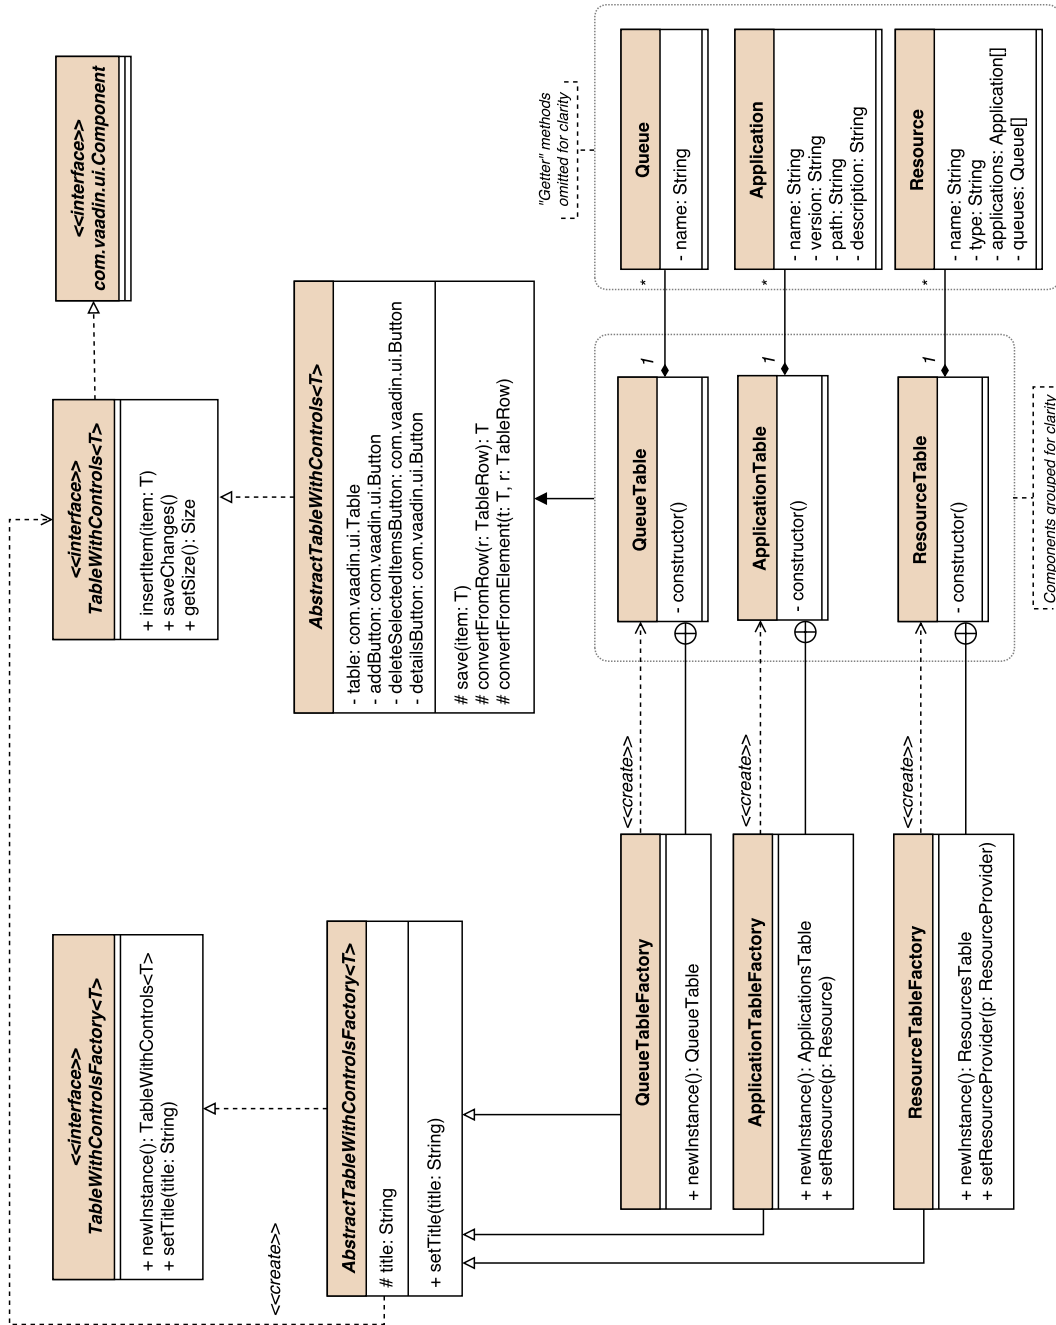 <<interface>>
TableWithControlsFactory<T>
+ newInstance(): TableWithControls<T>
+ setTitle(title: String)
<<interface>>
TableWithControls<T>
+ insertItem(item: T)
+ saveChanges()
+ getSize(): Size
<<interface>>
com.vaadin.ui.Component
<<create>>
AbstractTableWithControlsFactory<T>
# title: String
+ setTitle(title: String)
AbstractTableWithControls<T>
- table: com.vaadin.ui.Table
- addButton: com.vaadin.ui.Button
- deleteSelectedItemsButton: com.vaadin.ui.Button
- detailsButton: com.vaadin.ui.Button
# save(item: T)
# convertFromRow(r: TableRow): T
# convertFromElement(t: T, r: TableRow)
"Getter" methods
omitted for clarity
QueueTableFactory
+ newInstance(): QueueTable
<<create>>
QueueTable
- constructor()
1
*
Queue
- name: String
ApplicationTableFactory
+ newInstance(): ApplicationsTable
+ setResource(p: Resource)
<<create>>
ApplicationTable
- constructor()
1
*
Application
- name: String
- version: String
- path: String
- description: String
ResourceTableFactory
+ newInstance(): ResourcesTable
+ setResourceProvider(p: ResourceProvider)
<<create>>
ResourceTable
- constructor()
1
*
Resource
- name: String
- type: String
- applications: Application[]
- queues: Queue[]
Components grouped for clarity